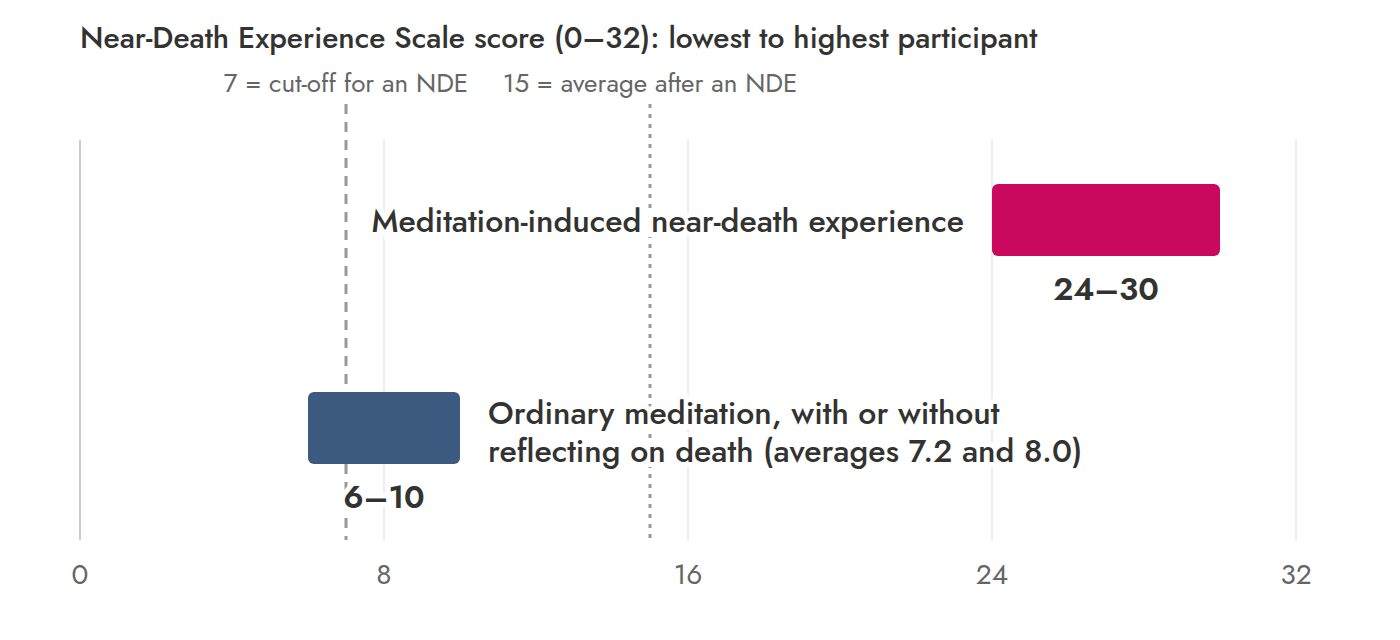 Near-Death Experience Scale score (0–32): lowest to highest participant
7 = cut-off for an NDE
15 = average after an NDE
Meditation-induced near-death experience
24–30
Ordinary meditation, with or without
reflecting on death (averages 7.2 and 8.0)
6–10
0
8
16
24
32